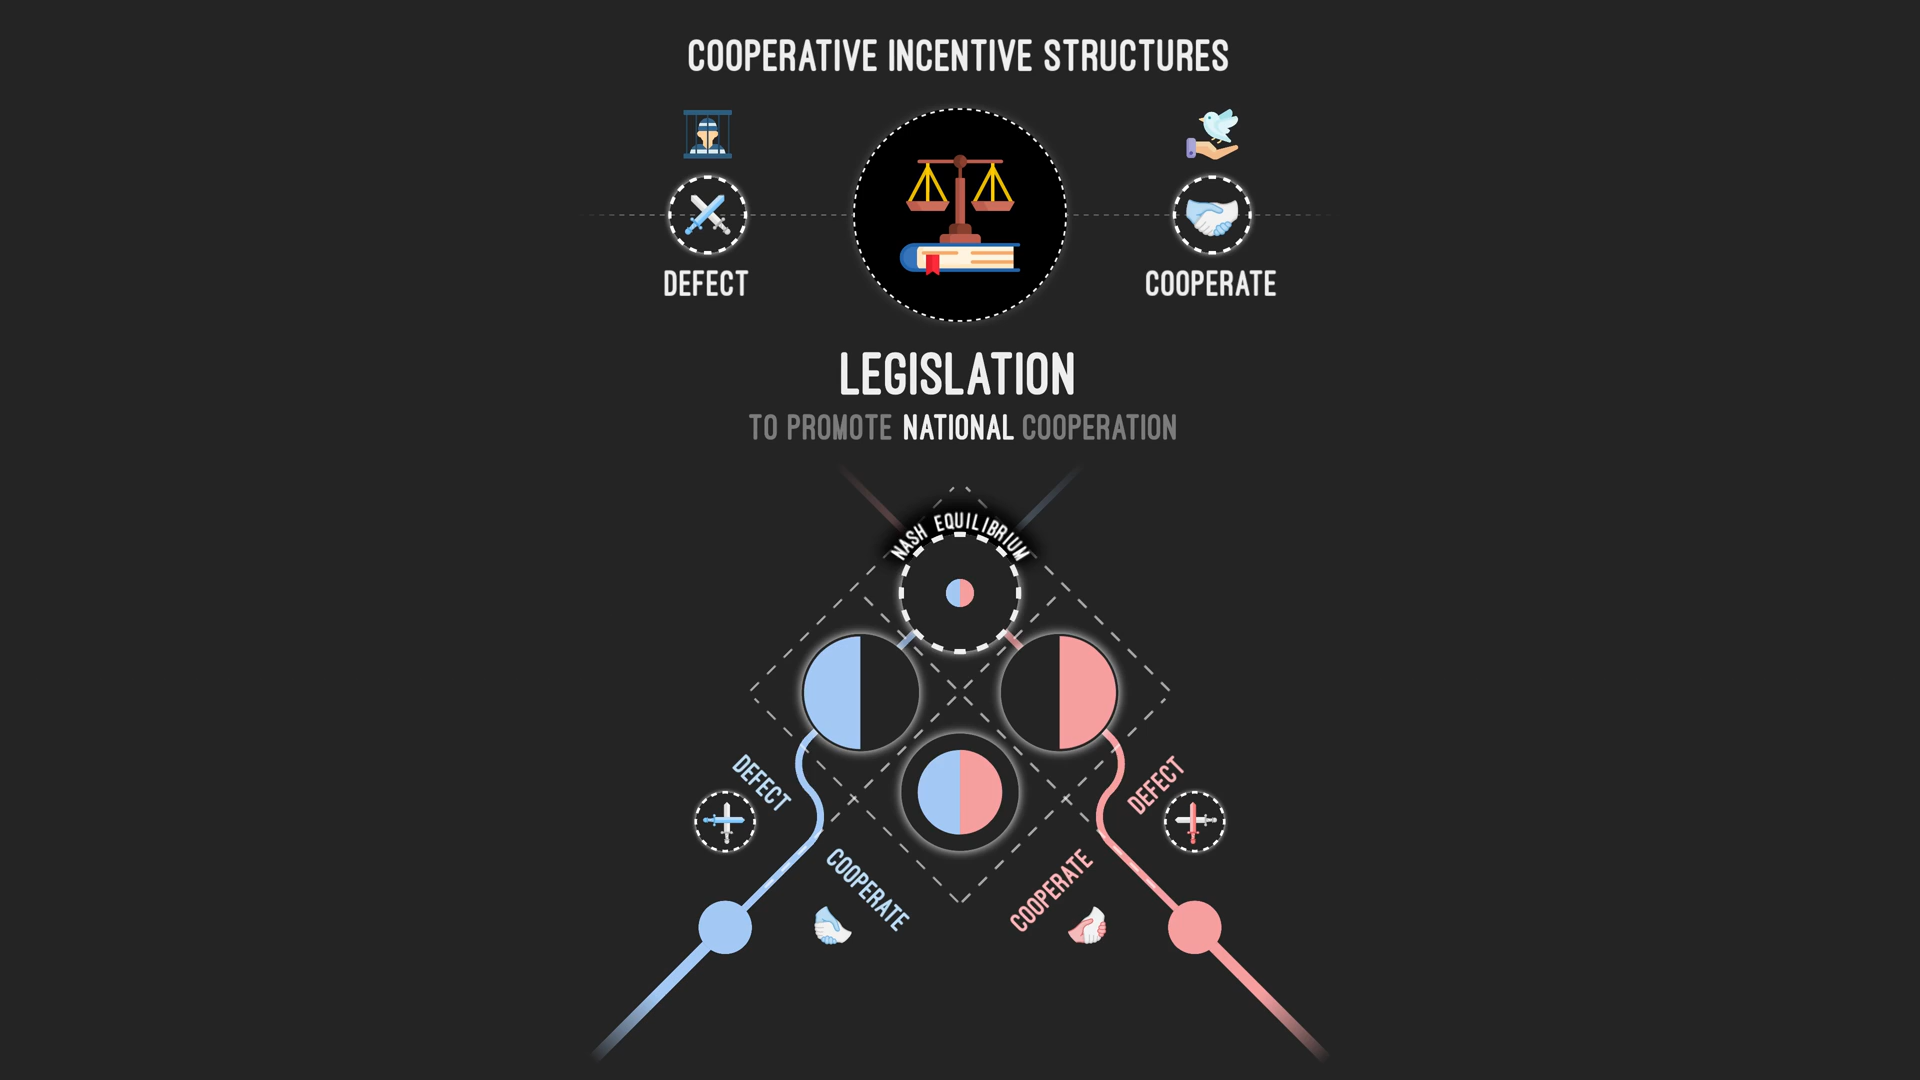 COOPERATIVE INCENTIVE STRUCTURES
DEFECT
COOPERATE
LEGISLATION
TO PROMOTE NATIONAL COOPERATION
NASH EQUILIBRIUM
DEFECT
DEFECT
COOPERATE
COOPERATE